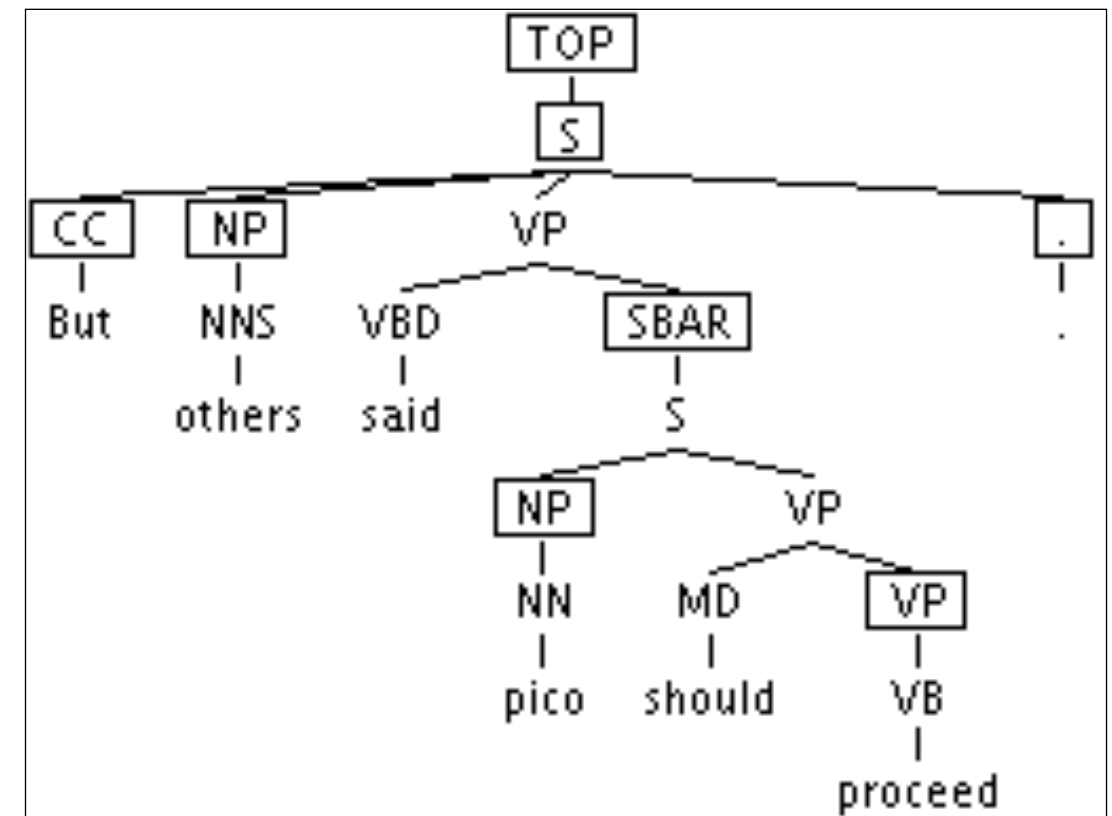 TOP
S
CC NP VP .
But NNS VBD SBAR .
others said S
NP VP
NN MD VP
pico should VB
proceed